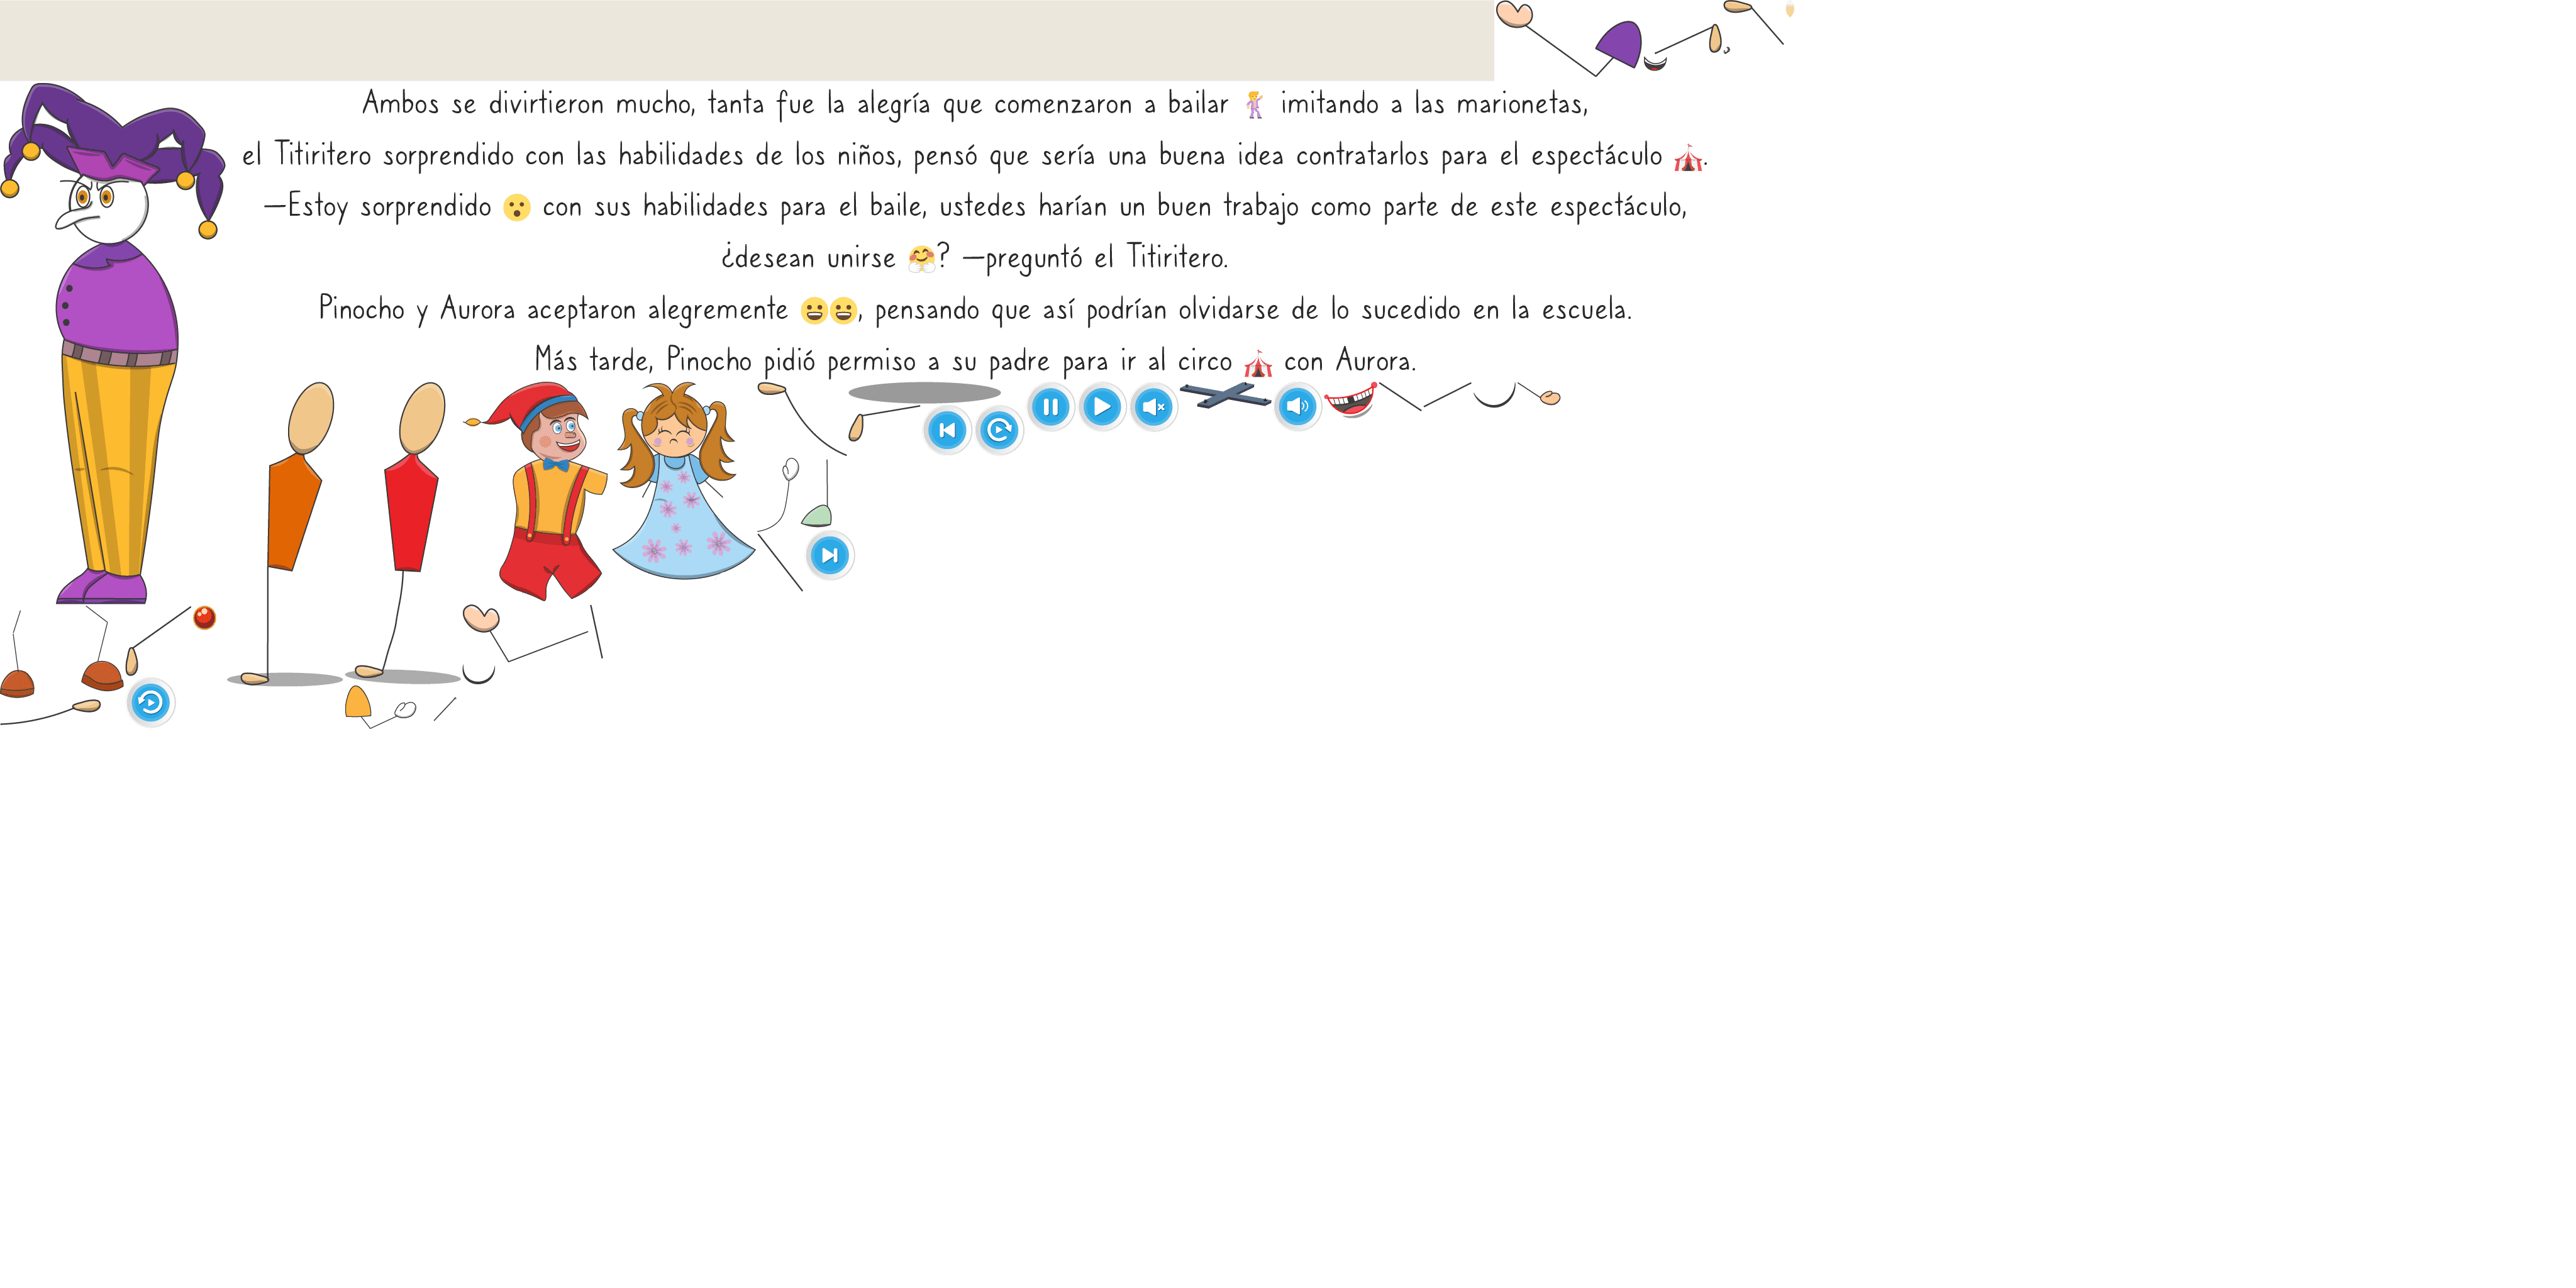 Ambos se divirtieron mucho, tanta fue la alegría que comenzaron a bailar imitando a las marionetas,
el Titiritero sorprendido con las habilidades de los niños, pensó que sería una buena idea contratarlos para el espectáculo 🎪.
—Estoy sorprendido 😮 con sus habilidades para el baile, ustedes harían un buen trabajo como parte de este espectáculo,
¿desean unirse 🤗? —preguntó el Titiritero.
Pinocho y Aurora aceptaron alegremente 😀😀, pensando que así podrían olvidarse de lo sucedido en la escuela.
Más tarde, Pinocho pidió permiso a su padre para ir al circo 🎪 con Aurora.